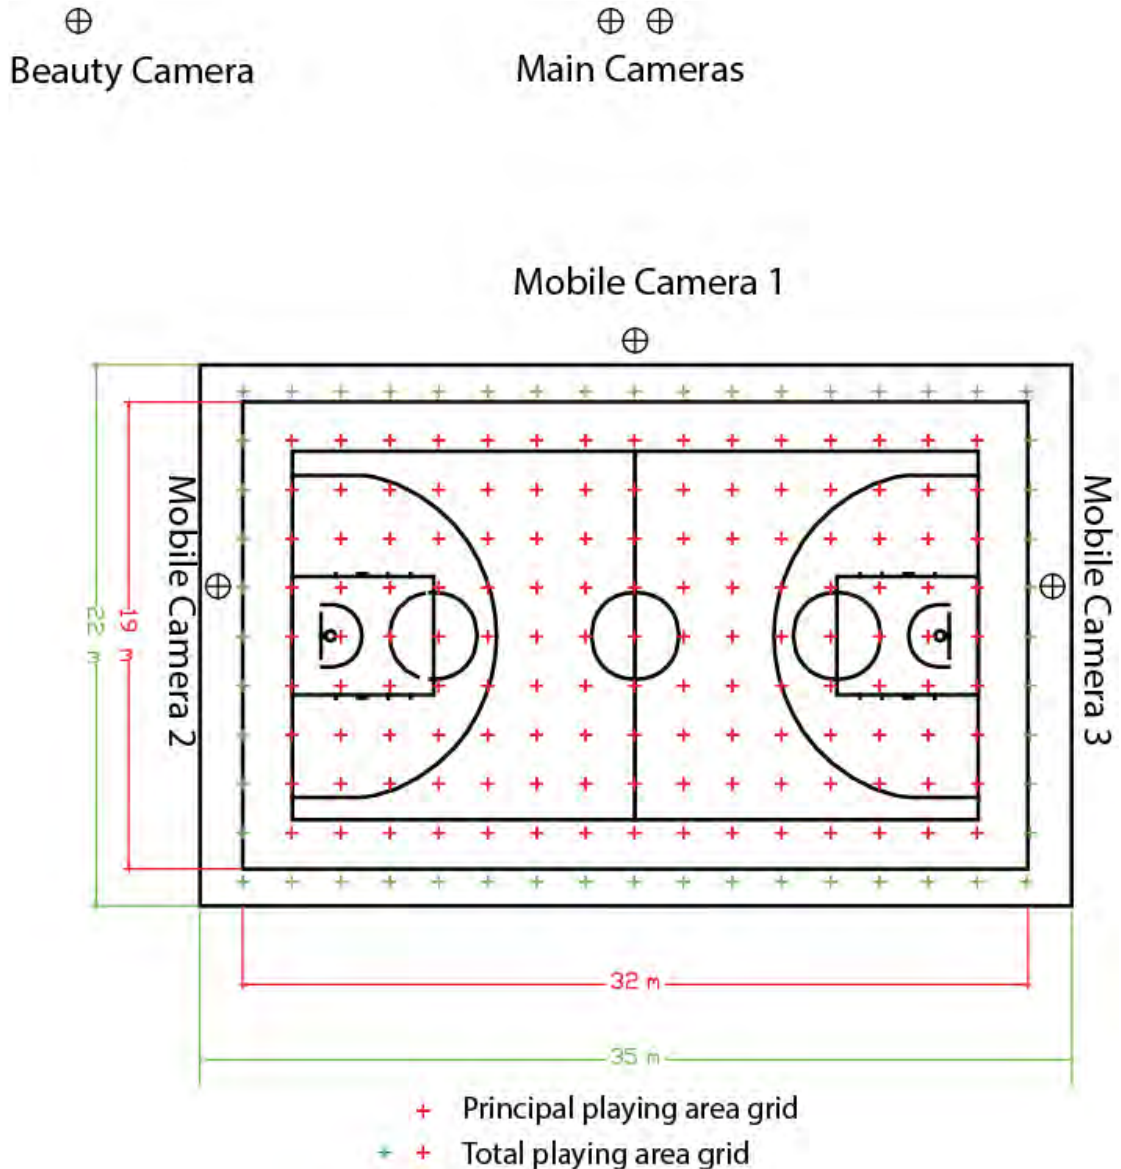 Beauty Camera
Main Cameras
Mobile Camera 1
Mobile Camera 2
Mobile Camera 3
22 m
19 m
32 m
35 m
Principal playing area grid
Total playing area grid